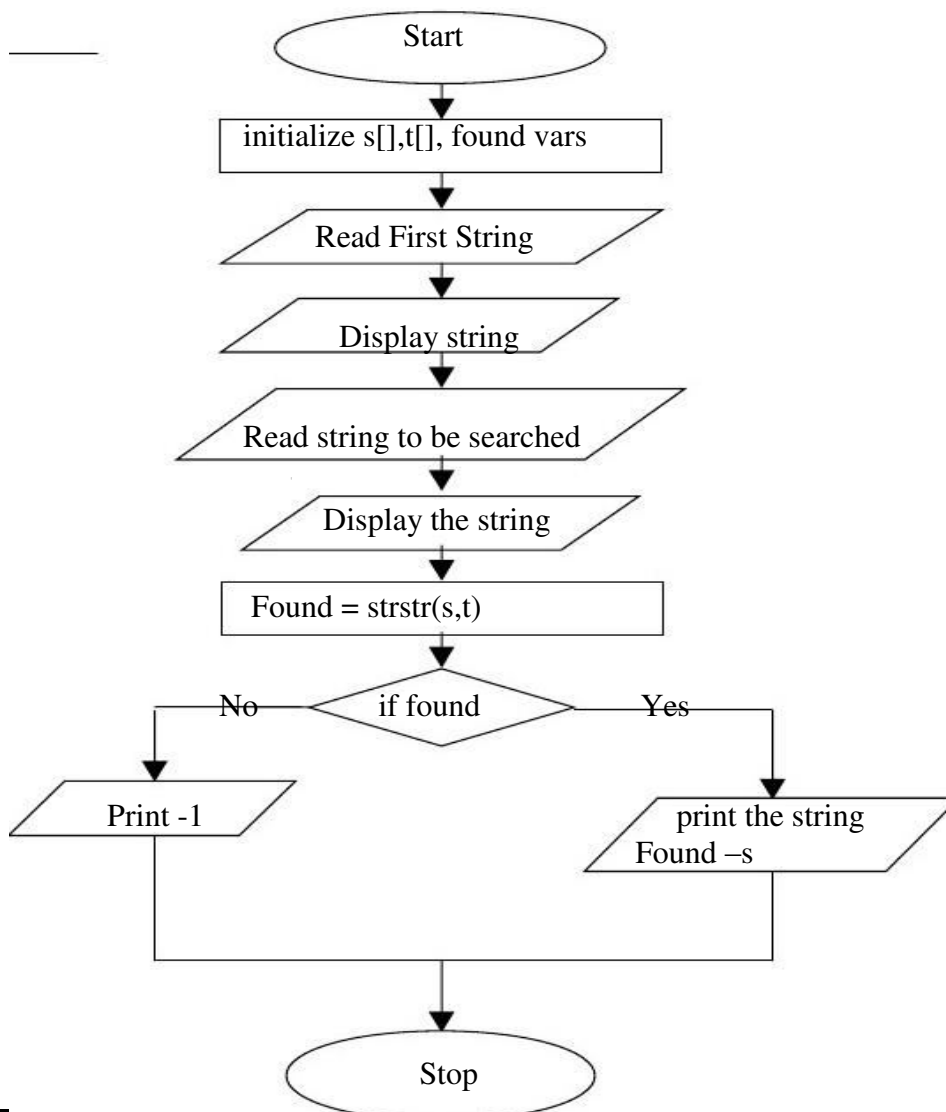 Start
initialize s[],t[], found vars
Read First String
Display string
Read string to be searched
Display the string
Found = strstr(s,t)
if found
No
Yes
Print -1
print the string
Found –s
Stop